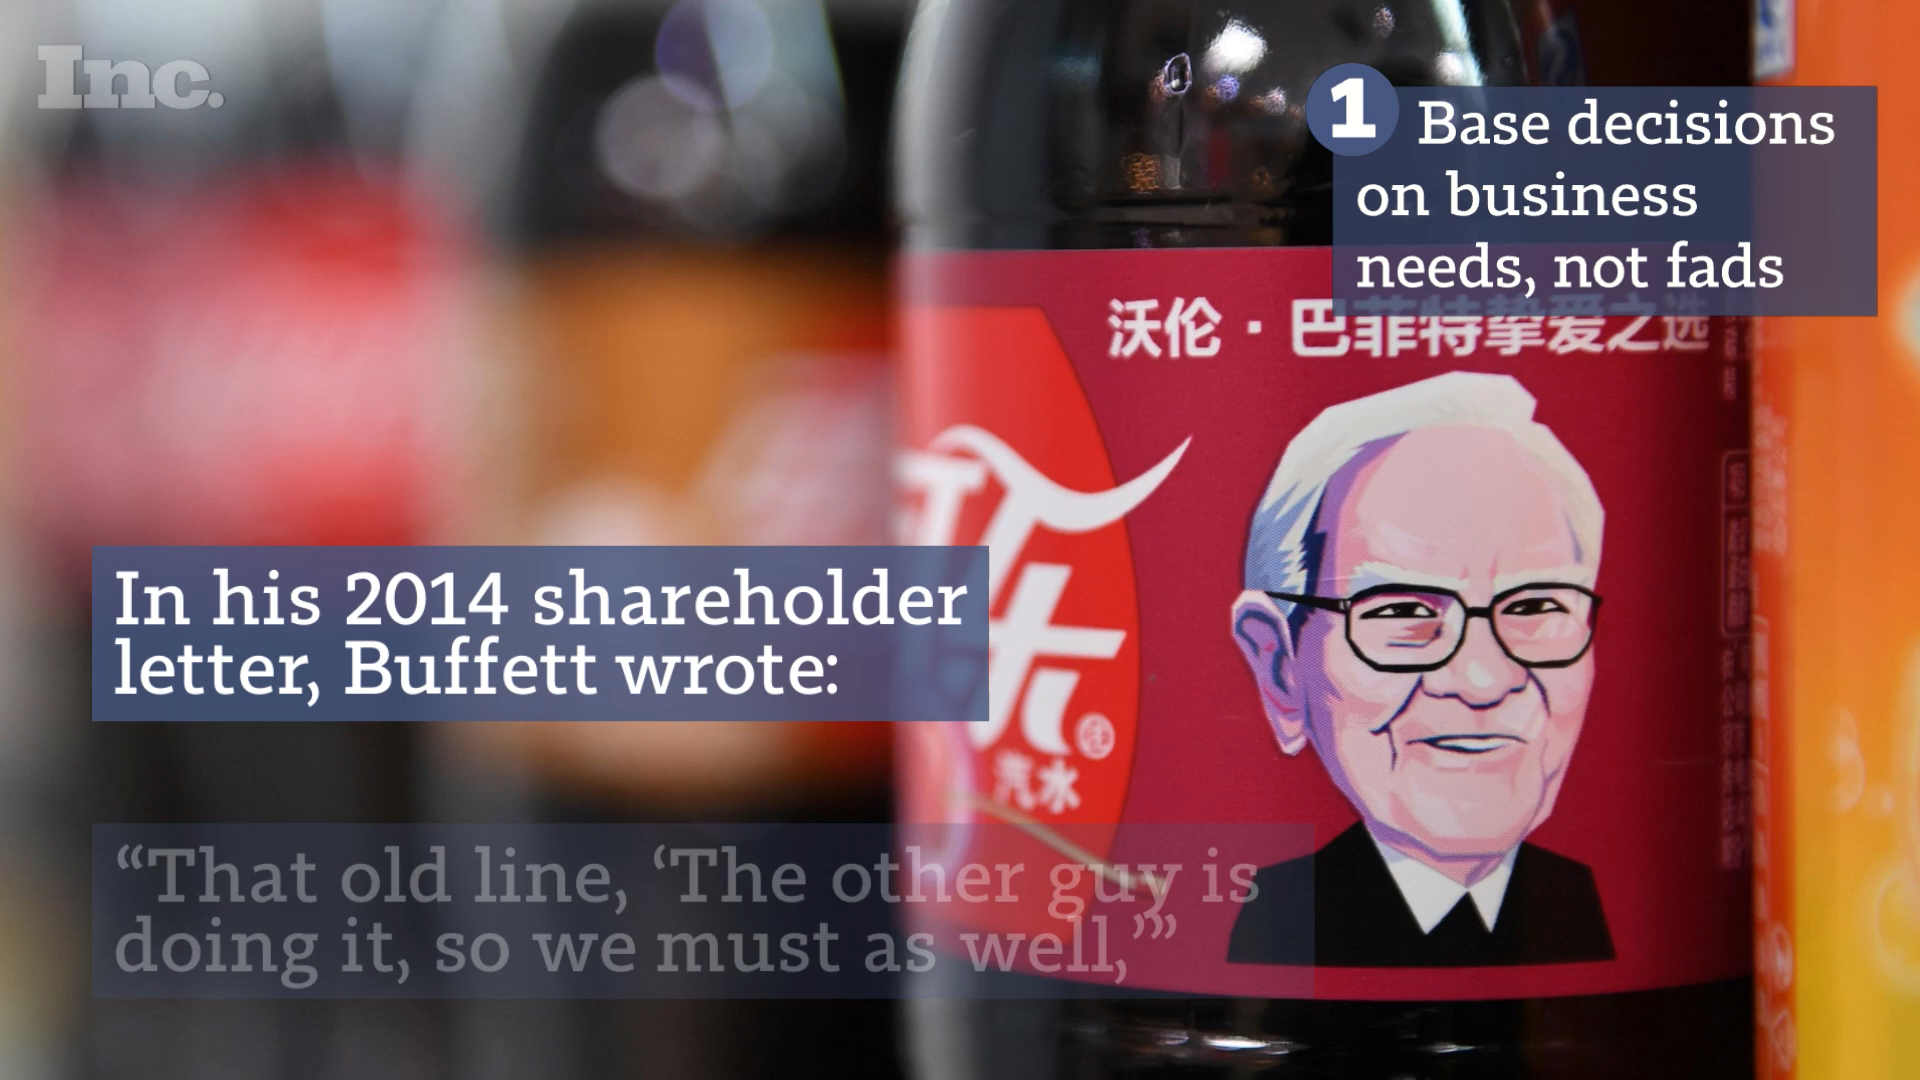 Inc.
1 Base decisions
on business
needs, not fads
沃伦·巴菲特挚爱之选
乐
汽水
In his 2014 shareholder
letter, Buffett wrote:
“That old line, ‘The other guy is
doing it, so we must as well,’”